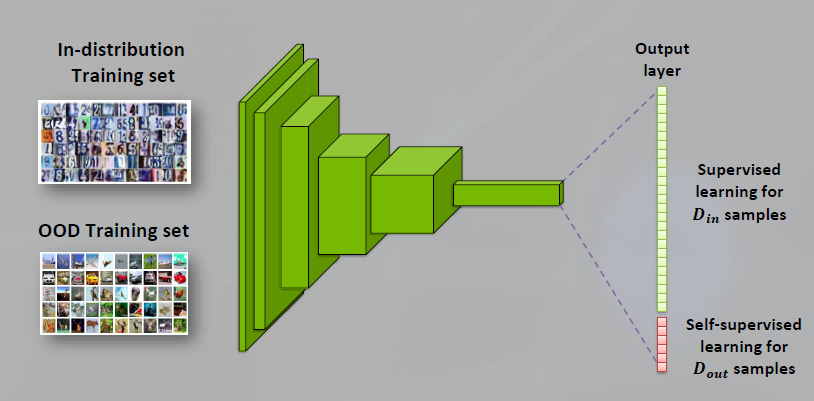 In-distribution
Training set
OOD Training set
Output
layer
Supervised
learning for
D_in samples
Self-supervised
learning for
D_out samples